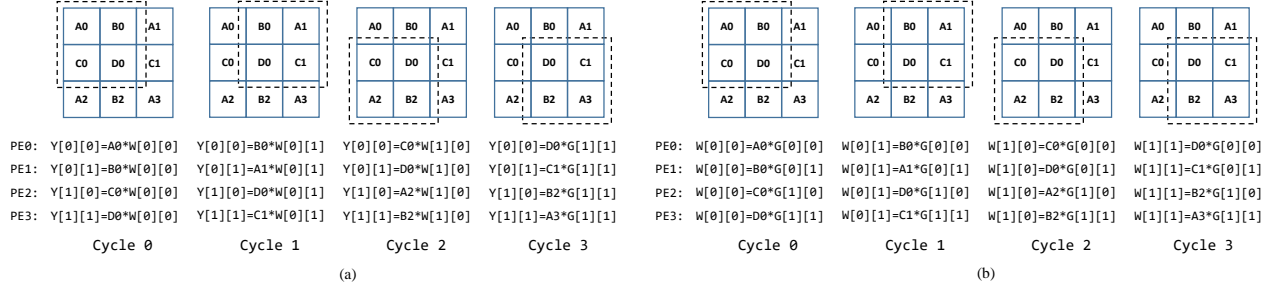 A0 B0 A1 A0 B0 A1 A0 B0 A1 A0 B0 A1 A0 B0 A1 A0 B0 A1 A0 B0 A1 A0 B0 A1
C0 D0 C1 C0 D0 C1 C0 D0 C1 C0 D0 C1 C0 D0 C1 C0 D0 C1 C0 D0 C1 C0 D0 C1
A2 B2 A3 A2 B2 A3 A2 B2 A3 A2 B2 A3 A2 B2 A3 A2 B2 A3 A2 B2 A3 A2 B2 A3
PE0: Y[0][0]=A0*W[0][0] Y[0][0]=B0*W[0][1] Y[0][0]=C0*W[1][0] Y[0][0]=D0*G[1][1] PE0: W[0][0]=A0*G[0][0] W[0][1]=B0*G[0][0] W[1][0]=C0*G[0][0] W[1][1]=D0*G[0][0]
PE1: Y[0][0]=B0*W[0][0] Y[0][0]=A1*W[0][1] Y[0][0]=D0*W[1][0] Y[0][0]=C1*G[1][1] PE1: W[0][0]=B0*G[0][1] W[0][1]=A1*G[0][1] W[1][0]=D0*G[0][1] W[1][1]=C1*G[0][1]
PE2: Y[1][0]=C0*W[0][0] Y[1][0]=D0*W[0][1] Y[1][0]=A2*W[1][0] Y[1][1]=B2*G[1][1] PE2: W[0][0]=C0*G[1][0] W[0][1]=D0*G[1][0] W[1][0]=A2*G[1][0] W[1][1]=B2*G[1][0]
PE3: Y[1][1]=D0*W[0][0] Y[1][1]=C1*W[0][1] Y[1][1]=B2*W[1][0] Y[1][1]=A3*G[1][1] PE3: W[0][0]=D0*G[1][1] W[0][1]=C1*G[1][1] W[1][0]=B2*G[1][1] W[1][1]=A3*G[1][1]
Cycle 0 Cycle 1 Cycle 2 Cycle 3 Cycle 0 Cycle 1 Cycle 2 Cycle 3
(a) (b)